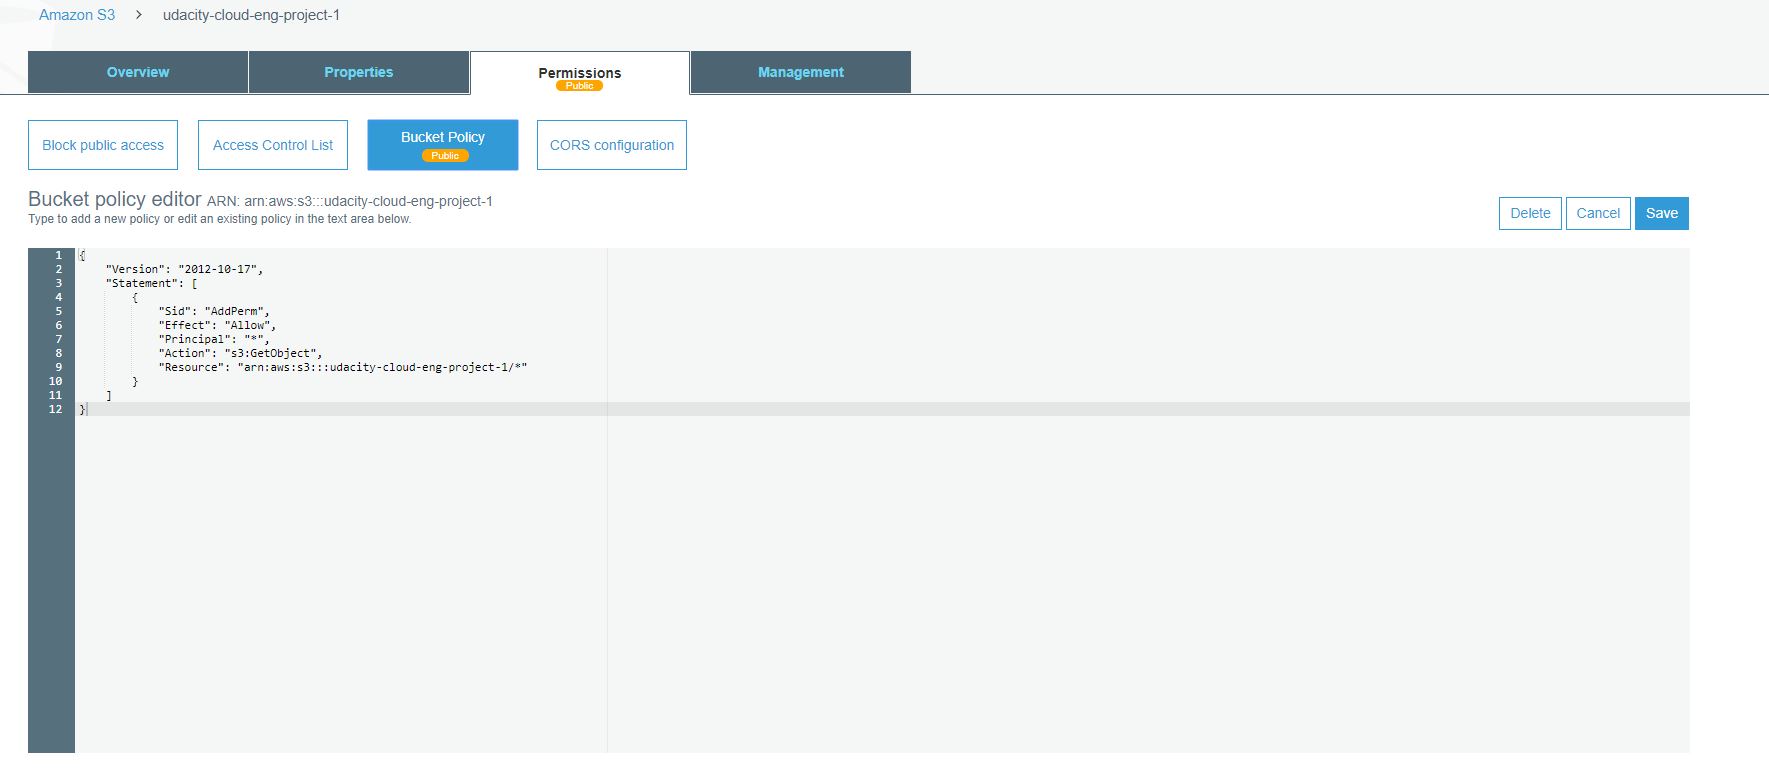 Amazon S3 > udacity-cloud-eng-project-1
Overview Properties Permissions Management
Public
Block public access Access Control List Bucket Policy CORS configuration
Public
Bucket policy editor ARN: arn:aws:s3:::udacity-cloud-eng-project-1
Type to add a new policy or edit an existing policy in the text area below.
Delete Cancel Save
1 {
2 "Version": "2012-10-17",
3 "Statement": [
4 {
5 "Sid": "AddPerm",
6 "Effect": "Allow",
7 "Principal": "*",
8 "Action": "s3:GetObject",
9 "Resource": "arn:aws:s3:::udacity-cloud-eng-project-1/*"
10 }
11 ]
12 }